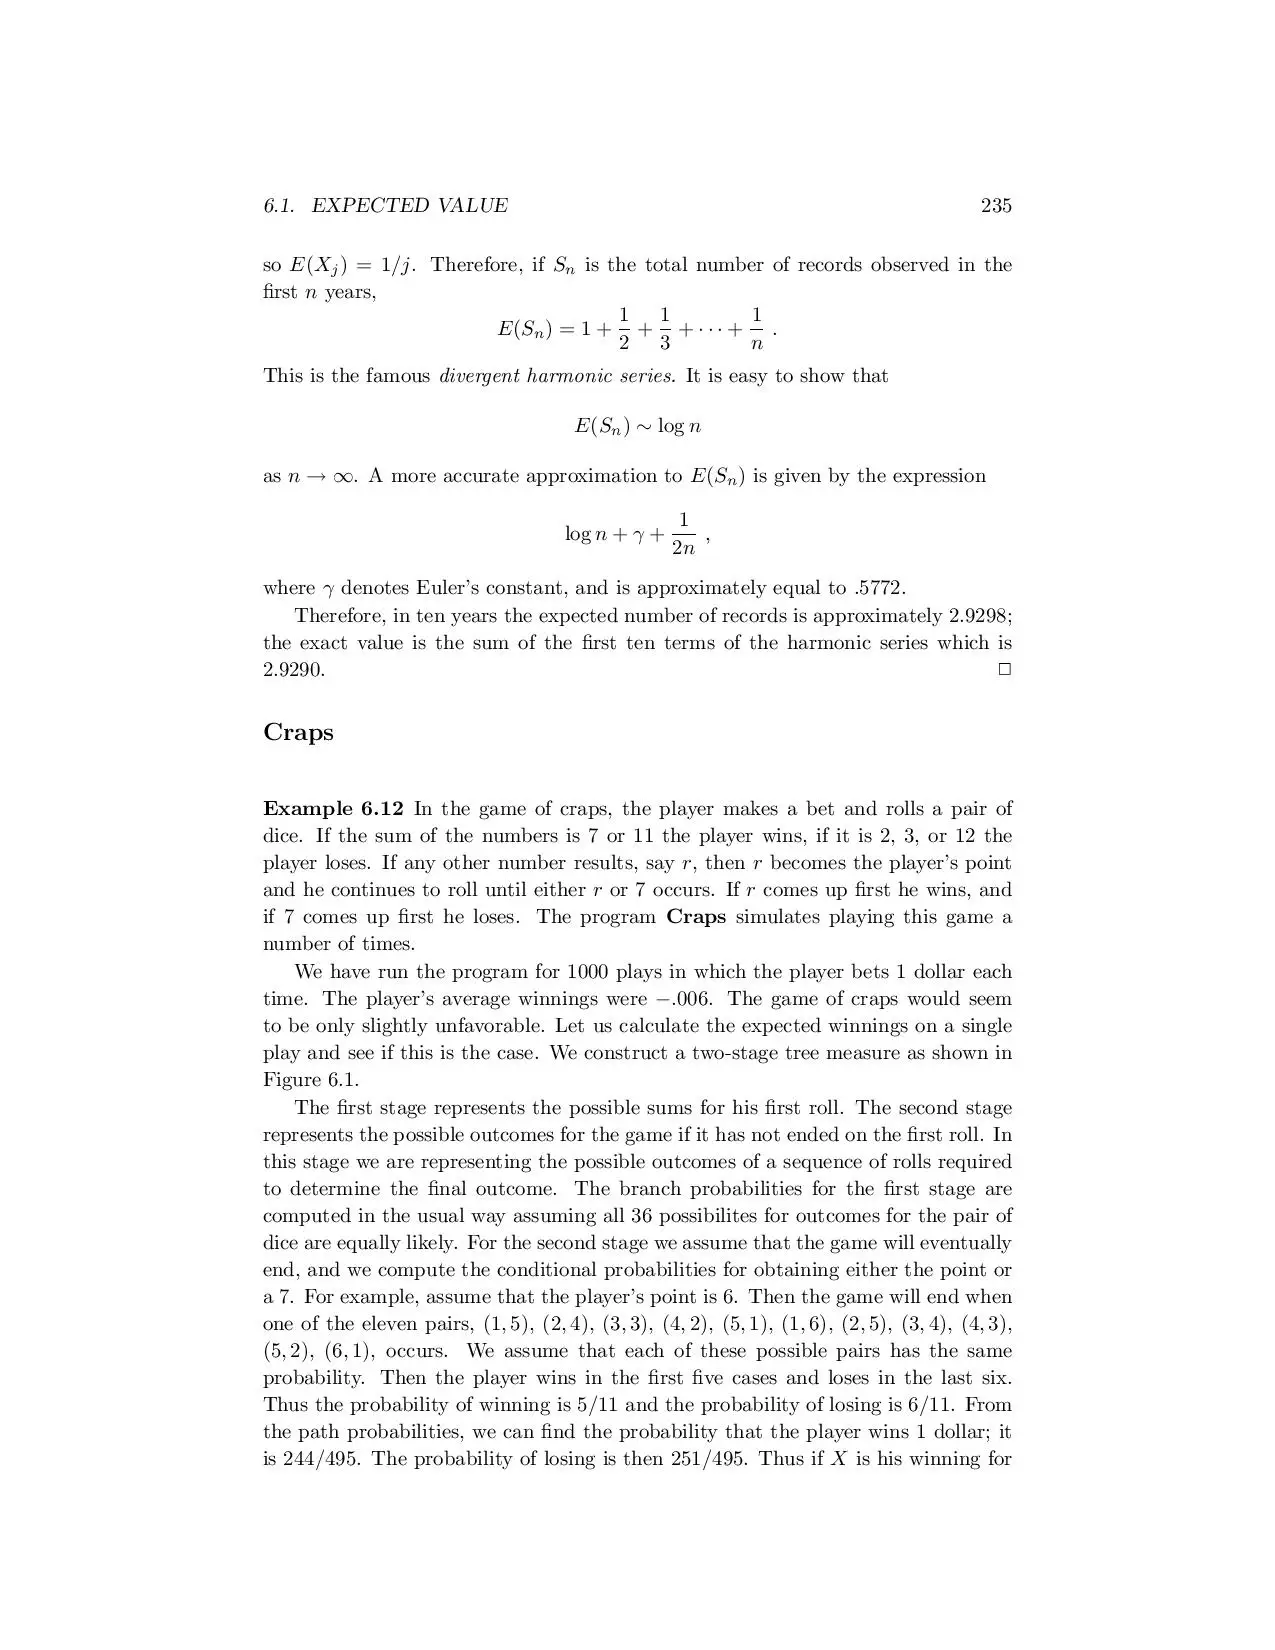 6.1. EXPECTED VALUE 235
so E(X_j) = 1/j. Therefore, if S_n is the total number of records observed in the
first n years,
E(S_n) = 1 + 1/2 + 1/3 + · · · + 1/n .
This is the famous divergent harmonic series. It is easy to show that
E(S_n) ∼ log n
as n → ∞. A more accurate approximation to E(S_n) is given by the expression
log n + γ + 1/2n ,
where γ denotes Euler's constant, and is approximately equal to .5772.
Therefore, in ten years the expected number of records is approximately 2.9298;
the exact value is the sum of the first ten terms of the harmonic series which is
2.9290. □
Craps
Example 6.12 In the game of craps, the player makes a bet and rolls a pair of
dice. If the sum of the numbers is 7 or 11 the player wins, if it is 2, 3, or 12 the
player loses. If any other number results, say r, then r becomes the player's point
and he continues to roll until either r or 7 occurs. If r comes up first he wins, and
if 7 comes up first he loses. The program Craps simulates playing this game a
number of times.
We have run the program for 1000 plays in which the player bets 1 dollar each
time. The player's average winnings were −.006. The game of craps would seem
to be only slightly unfavorable. Let us calculate the expected winnings on a single
play and see if this is the case. We construct a two-stage tree measure as shown in
Figure 6.1.
The first stage represents the possible sums for his first roll. The second stage
represents the possible outcomes for the game if it has not ended on the first roll. In
this stage we are representing the possible outcomes of a sequence of rolls required
to determine the final outcome. The branch probabilities for the first stage are
computed in the usual way assuming all 36 possibilites for outcomes for the pair of
dice are equally likely. For the second stage we assume that the game will eventually
end, and we compute the conditional probabilities for obtaining either the point or
a 7. For example, assume that the player's point is 6. Then the game will end when
one of the eleven pairs, (1, 5), (2, 4), (3, 3), (4, 2), (5, 1), (1, 6), (2, 5), (3, 4), (4, 3),
(5, 2), (6, 1), occurs. We assume that each of these possible pairs has the same
probability. Then the player wins in the first five cases and loses in the last six.
Thus the probability of winning is 5/11 and the probability of losing is 6/11. From
the path probabilities, we can find the probability that the player wins 1 dollar; it
is 244/495. The probability of losing is then 251/495. Thus if X is his winning for